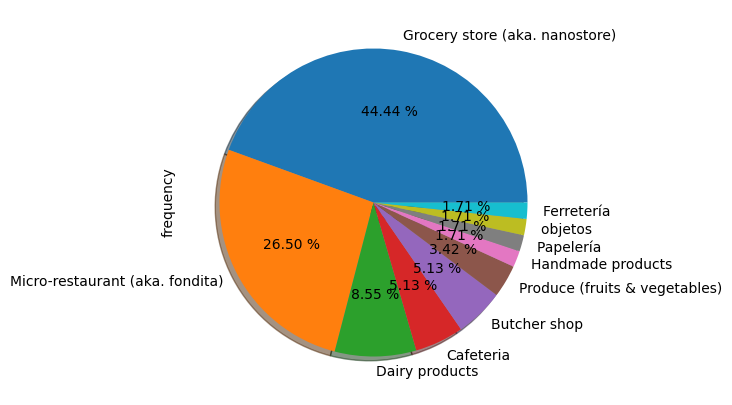 Grocery store (aka. nanostore)
44.44 %
frequency
Micro-restaurant (aka. fondita)
26.50 %
Dairy products
8.55 %
Cafeteria
5.13 %
Butcher shop
5.13 %
Produce (fruits & vegetables)
3.42 %
Handmade products
1.71 %
Papelería
1.71 %
objetos
1.71 %
Ferretería
1.71 %